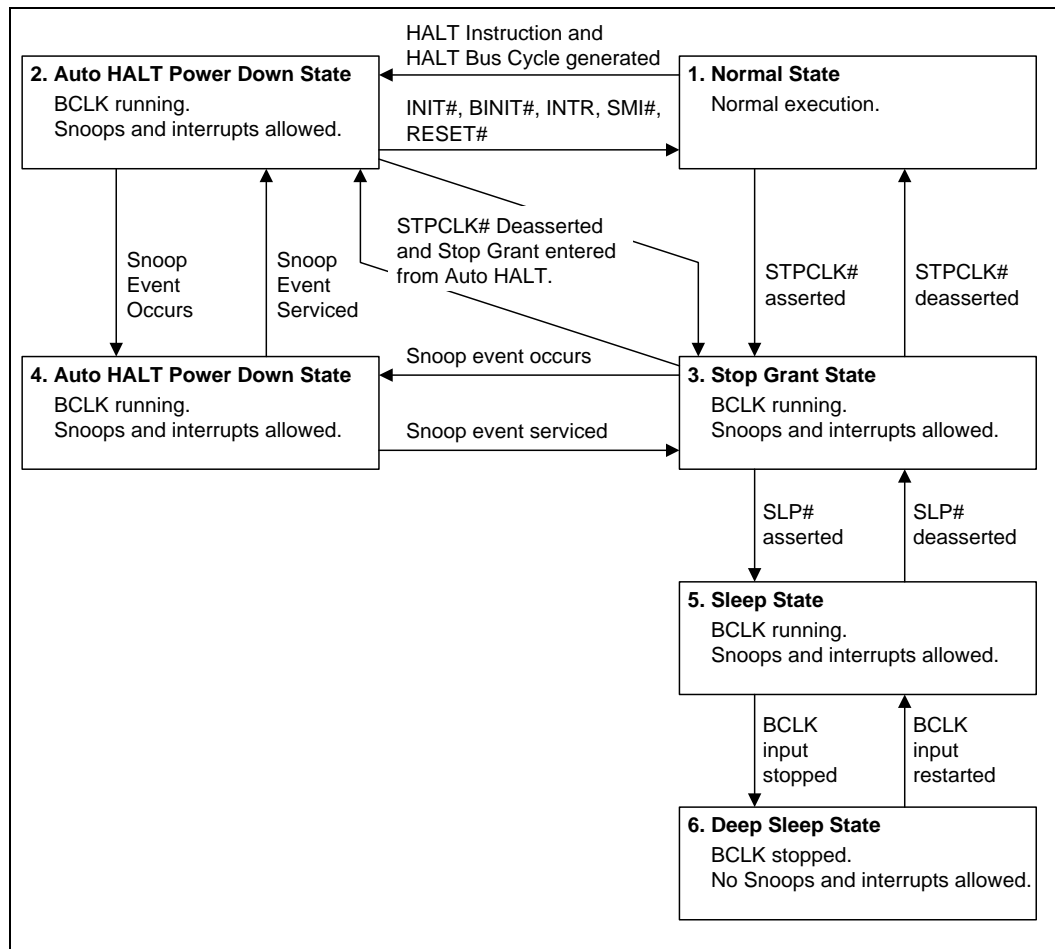 HALT Instruction and
HALT Bus Cycle generated
2. Auto HALT Power Down State
BCLK running.
Snoops and interrupts allowed.
1. Normal State
Normal execution.
INIT#, BINIT#, INTR, SMI#,
RESET#
STPCLK# Deasserted
and Stop Grant entered
from Auto HALT.
Snoop
Event
Occurs
Snoop
Event
Serviced
STPCLK#
asserted
STPCLK#
deasserted
4. Auto HALT Power Down State
BCLK running.
Snoops and interrupts allowed.
Snoop event occurs
Snoop event serviced
3. Stop Grant State
BCLK running.
Snoops and interrupts allowed.
SLP#
asserted
SLP#
deasserted
5. Sleep State
BCLK running.
Snoops and interrupts allowed.
BCLK
input
stopped
BCLK
input
restarted
6. Deep Sleep State
BCLK stopped.
No Snoops and interrupts allowed.